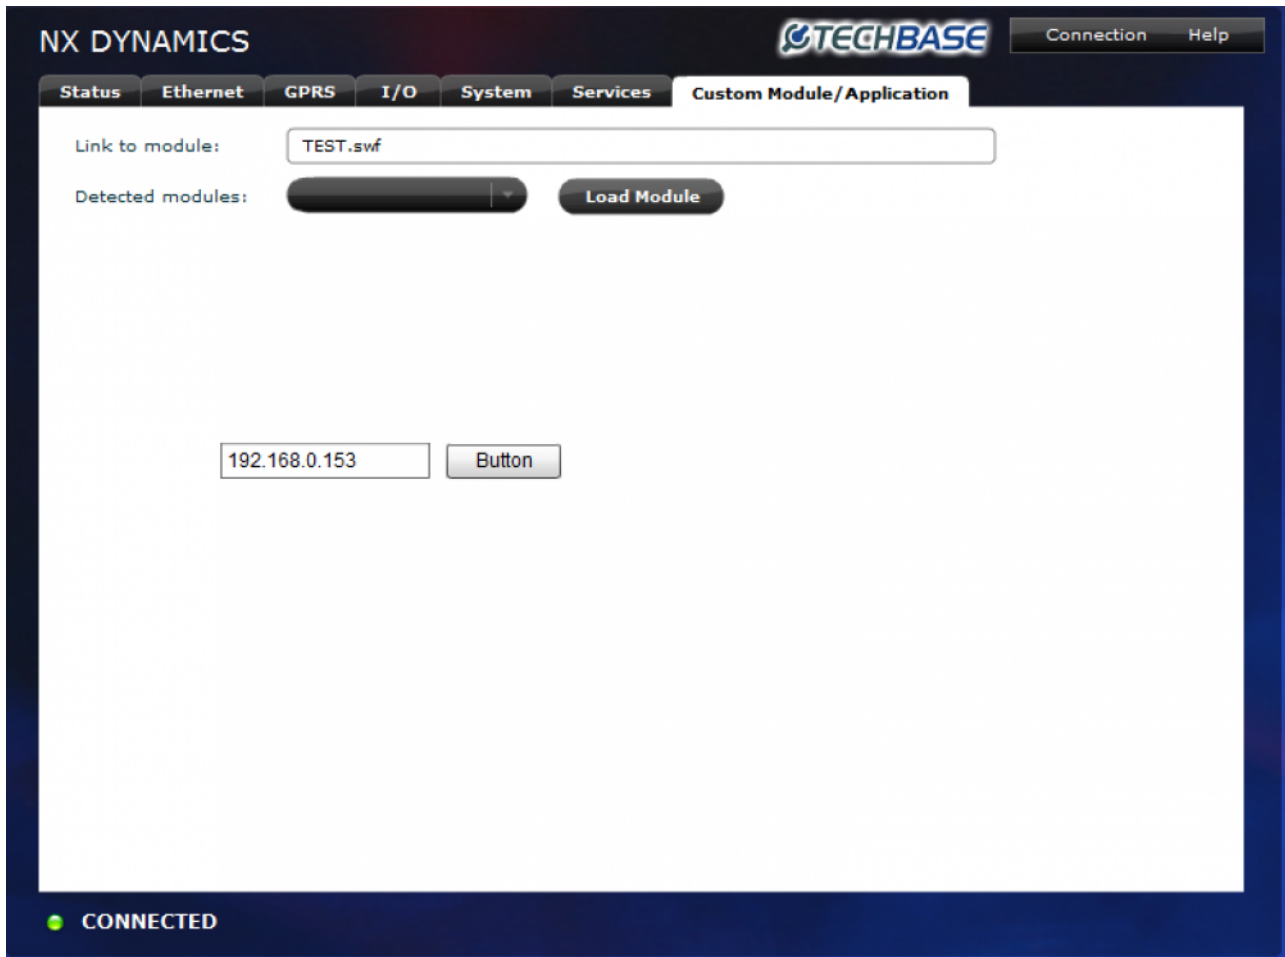 NX DYNAMICS
TECHBASE
Connection Help
Status Ethernet GPRS I/O System Services Custom Module/Application
Link to module: TEST.swf
Detected modules: Load Module
192.168.0.153 Button
CONNECTED